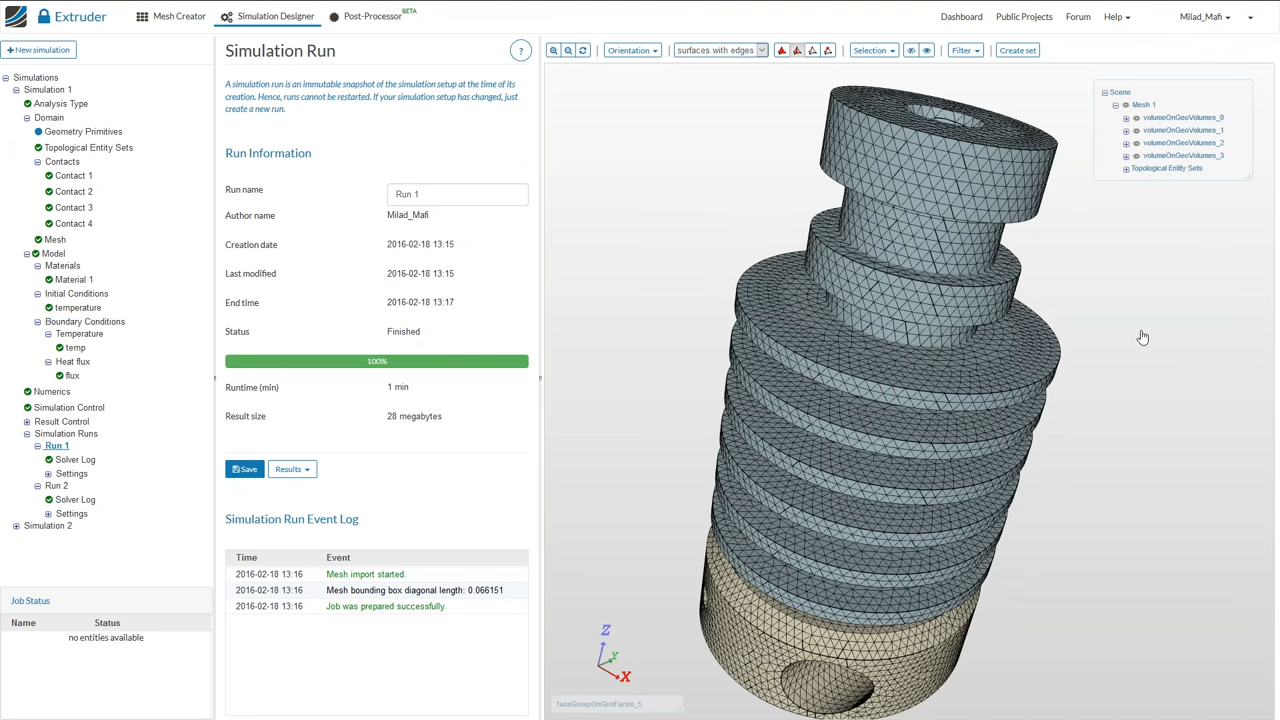 Extruder
Mesh Creator
Simulation Designer
Post-Processor BETA
Dashboard
Public Projects
Forum
Help
Milad_Mafi
+New simulation
Simulations
Simulation 1
Analysis Type
Domain
Geometry Primitives
Topological Entity Sets
Contacts
Contact 1
Contact 2
Contact 3
Contact 4
Mesh
Model
Materials
Material 1
Initial Conditions
temperature
Boundary Conditions
Temperature
temp
Heat flux
flux
Numerics
Simulation Control
Result Control
Simulation Runs
Run 1
Solver Log
Settings
Run 2
Solver Log
Settings
Simulation 2
Job Status
Name Status
no entities available
Simulation Run
?
A simulation run is an immutable snapshot of the simulation setup at the time of its
creation. Hence, runs cannot be restarted. If your simulation setup has changed, just
create a new run.
Run Information
Run name Run 1
Author name Milad_Mafi
Creation date 2016-02-18 13:15
Last modified 2016-02-18 13:15
End time 2016-02-18 13:17
Status Finished
100%
Runtime (min) 1 min
Result size 28 megabytes
Save
Results
Simulation Run Event Log
Time Event
2016-02-18 13:16 Mesh import started.
2016-02-18 13:16 Mesh bounding box diagonal length: 0.066151
2016-02-18 13:16 Job was prepared successfully.
Orientation
surfaces with edges
Selection
Filter
Create set
Scene
Mesh 1
volumeOnGeoVolumes_0
volumeOnGeoVolumes_1
volumeOnGeoVolumes_2
volumeOnGeoVolumes_3
Topological Entity Sets
Z
Y
X
faceGroupOnGeoFaces_5